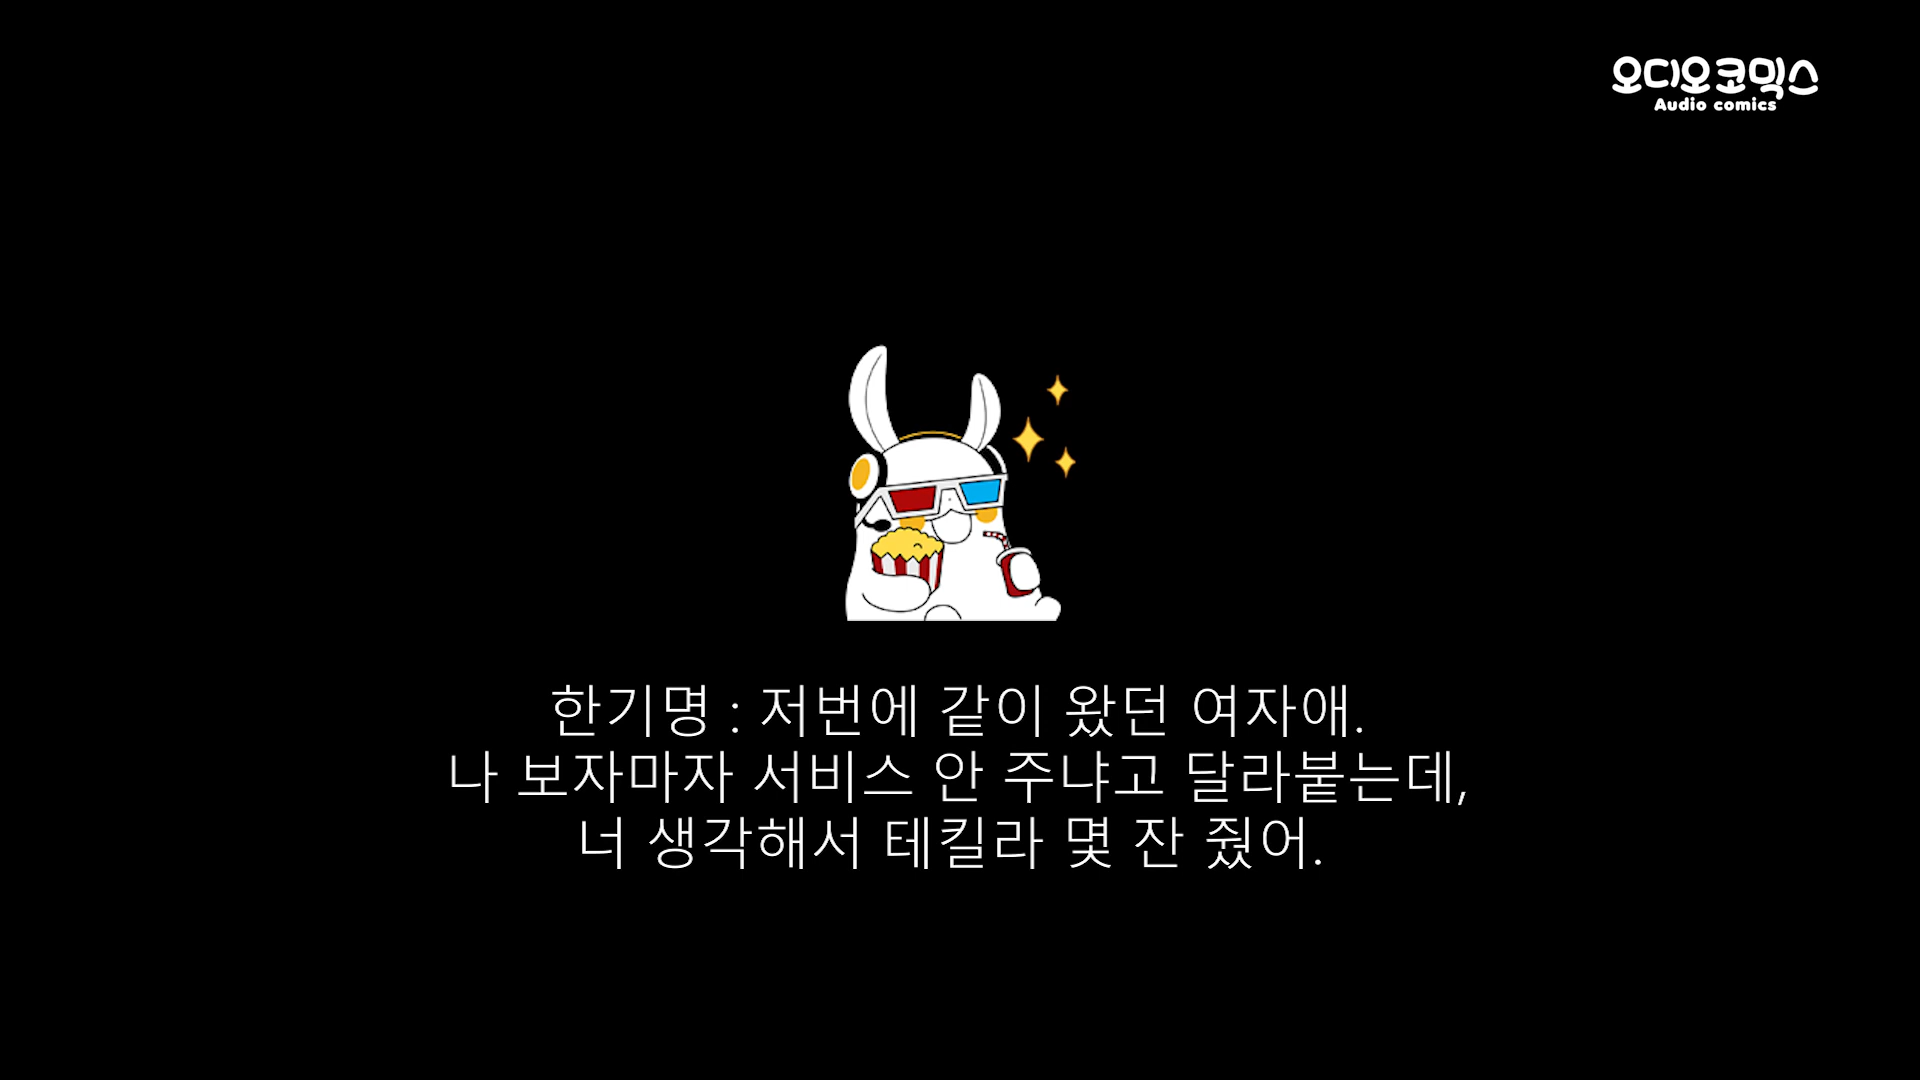 오디오코믹스
Audio comics
한기명 : 저번에 같이 왔던 여자애.
나 보자마자 서비스 안 주냐고 달라붙는데,
너 생각해서 테킬라 몇 잔 줬어.